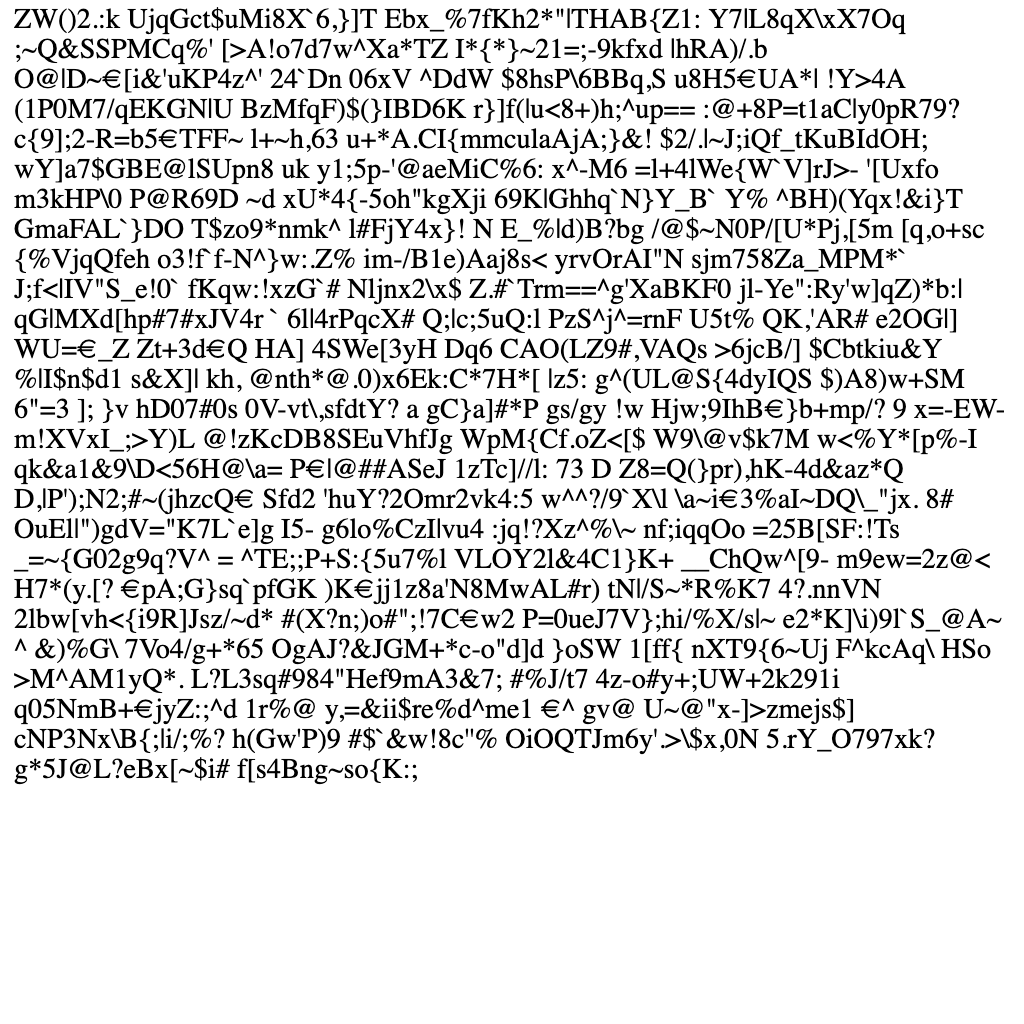 ZW()2.:k UjqGct$uMi8X`6,}]T Ebx_%7fKh2*"|THAB{Z1: Y7|L8qX\xX7Oq
;~Q&SSPMCq%' [>A!o7d7w^Xa*TZ I*{*}~21=;-9kfxd |hRA)/.b
O@|D~€[i&'uKP4z^' 24`Dn 06xV ^DdW $8hsP\6BBq,S u8H5€UA*| !Y>4A
(1P0M7/qEKGN|U BzMfqF)$(}IBD6K r}]f(|u<8+)h;^up== :@+8P=t1aC|y0pR79?
c{9];2-R=b5€TFF~ l+~h,63 u+*A.CI{mmculaAjA;}&! $2/.|~J;iQf_tKuBIdOH;
wY]a7$GBE@lSUpn8 uk y1;5p-'@aeMiC%6: x^-M6 =l+4lWe{W`V]rJ>- '[Uxfo
m3kHP\0 P@R69D ~d xU*4{-5oh"kgXji 69K|Ghhq`N}Y_B` Y% ^BH)(Yqx!&i}T
GmaFAL`}DO T$zo9*nmk^ l#FjY4x}! N E_%|d)B?bg /@$~N0P/[U*Pj,[5m [q,o+sc
{%VjqQfeh o3!f`f-N^}w:.Z% im-/B1e)Aaj8s< yrvOrAI"N sjm758Za_MPM*`
J;f<|IV"S_e!0` fKqw:!xzG`# Nljnx2\x$ Z.#`Trm==^g'XaBKF0 jl-Ye":Ry'w]qZ)*b:|
qG|MXd[hp#7#xJV4r ` 6l|4rPqcX# Q;|c;5uQ:l PzS^j^=rnF U5t% QK,'AR# e2OG|]
WU=€_Z Zt+3d€Q HA] 4SWe[3yH Dq6 CAO(LZ9#,VAQs >6jcB/] $Cbtkiu&Y
%|I$n$d1 s&X]| kh, @nth*@.0)x6Ek:C*7H*[ |z5: g^(UL@S{4dyIQS $)A8)w+SM
6"=3 ]; }v hD07#0s 0V-vt\,sfdtY? a gC}a]#*P gs/gy !w Hjw;9IhB€}b+mp/? 9 x=-EW-
m!XVxI_;>Y)L @!zKcDB8SEuVhfJg WpM{Cf.oZ<[$ W9\@v$k7M w<%Y*[p%-I
qk&a1&9\D<56H@\a= P€|@##ASeJ 1zTc]//l: 73 D Z8=Q(}pr),hK-4d&az*Q
D,|P');N2;#~(jhzcQ€ Sfd2 'huY?2Omr2vk4:5 w^^?/9`X\l \a~i€3%aI~DQ\_"jx. 8#
OuEl|")gdV="K7L`e]g I5- g6lo%CzI|vu4 :jq!?Xz^%\~ nf;iqqOo =25B[SF:!Ts
_=~{G02g9q?V^ = ^TE;;P+S:{5u7%l VLOY2l&4C1}K+ __ChQw^[9- m9ew=2z@<
H7*(y.[? €pA;G}sq`pfGK )K€jj1z8a'N8MwAL#r) tN|/S~*R%K7 4?.nnVN
2lbw[vh<{i9R]Jsz/~d* #(X?n;)o#";!7C€w2 P=0ueJ7V};hi/%X/s|~ e2*K]\i)9l`S_@A~
^ &)%G\ 7Vo4/g+*65 OgAJ?&JGM+*c-o"d]d }oSW 1[ff{ nXT9{6~Uj F^kcAq\ HSo
>M^AM1yQ*. L?L3sq#984"Hef9mA3&7; #%J/t7 4z-o#y+;UW+2k291i
q05NmB+€jyZ:;^d 1r%@ y,=&ii$re%d^me1 €^ gv@ U~@"x-]>zmejs$]
cNP3Nx\B{;|i/;%? h(Gw'P)9 #$`&w!8c"% OiOQTJm6y'.>\$x,0N 5.rY_O797xk?
g*5J@L?eBx[~$i# f[s4Bng~so{K:;